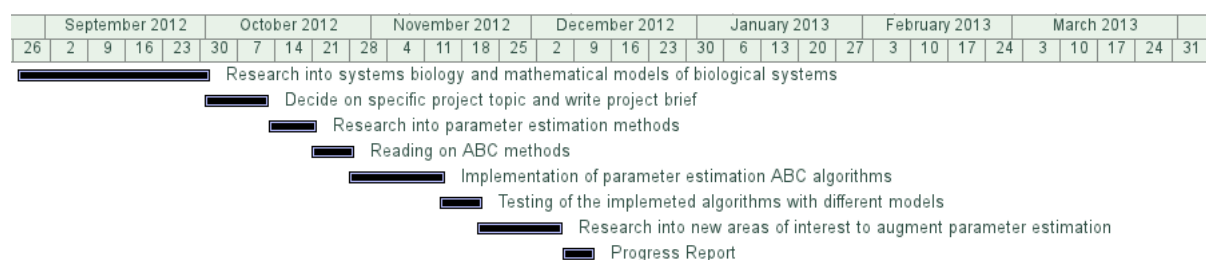 September 2012 October 2012 November 2012 December 2012 January 2013 February 2013 March 2013
26 2 9 16 23 30 7 14 21 28 4 11 18 25 2 9 16 23 30 6 13 20 27 3 10 17 24 3 10 17 24 31
Research into systems biology and mathematical models of biological systems
Decide on specific project topic and write project brief
Research into parameter estimation methods
Reading on ABC methods
Implementation of parameter estimation ABC algorithms
Testing of the implemeted algorithms with different models
Research into new areas of interest to augment parameter estimation
Progress Report